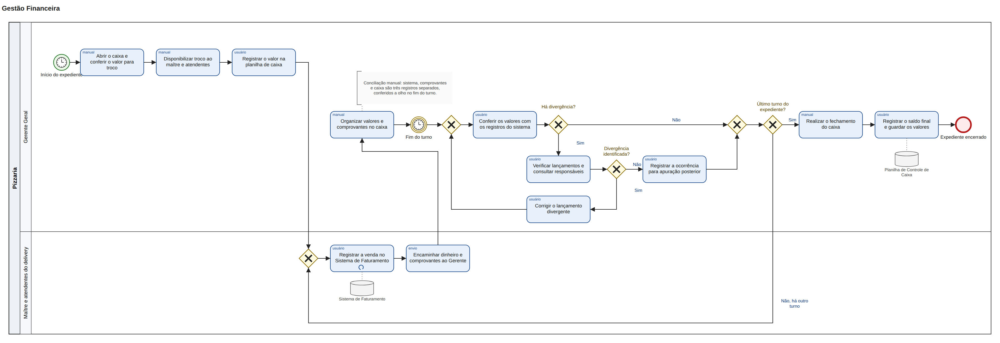 Gestão Financeira
Pizzaria
Gerente Geral
Início do expediente
manual
Abrir o caixa e
conferir o valor para
troco
manual
Disponibilizar troco ao
maître e atendentes
usuário
Registrar o valor na
planilha de caixa
Conciliação manual: sistema, comprovantes
e caixa são três registros separados,
conferidos a olho no fim do turno.
manual
Organizar valores e
comprovantes no caixa
Fim do turno
usuário
Conferir os valores com
os registros do sistema
Há divergência?
Não
Sim
usuário
Verificar lançamentos e
consultar responsáveis
Divergência
identificada?
Não
usuário
Registrar a ocorrência
para apuração posterior
Sim
usuário
Corrigir o lançamento
divergente
Último turno do
expediente?
Sim
manual
Realizar o fechamento
do caixa
usuário
Registrar o saldo final
e guardar os valores
Expediente encerrado
Planilha de Controle de
Caixa
Maître e atendentes do delivery
usuário
Registrar a venda no
Sistema de Faturamento
Sistema de Faturamento
envio
Encaminhar dinheiro e
comprovantes ao Gerente
Não, há outro
turno